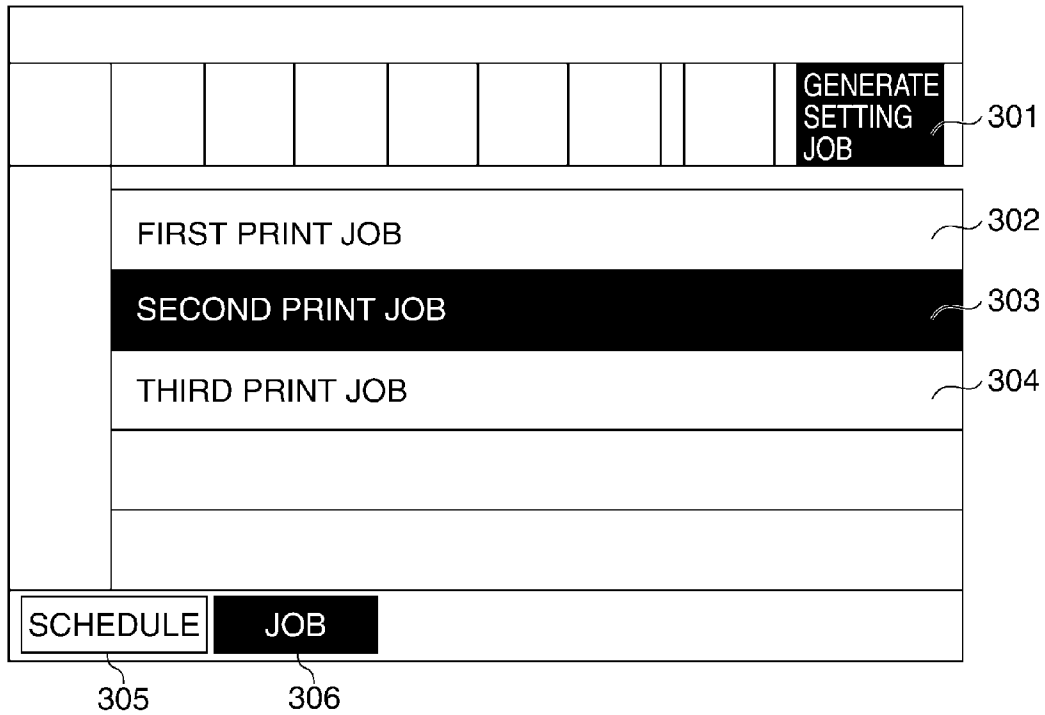 GENERATE
SETTING
JOB
301
FIRST PRINT JOB
302
SECOND PRINT JOB
303
THIRD PRINT JOB
304
SCHEDULE
JOB
305
306